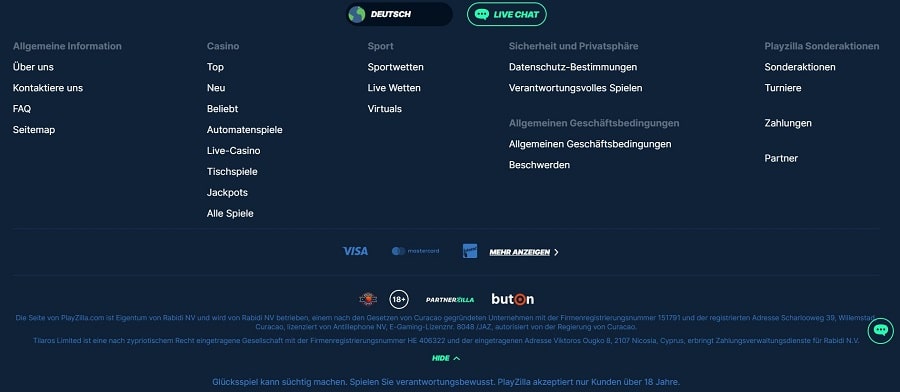 DEUTSCH
LIVE CHAT
Allgemeine Information
Über uns
Kontaktiere uns
FAQ
Seitemap
Casino
Top
Neu
Beliebt
Automatenspiele
Live-Casino
Tischspiele
Jackpots
Alle Spiele
Sport
Sportwetten
Live Wetten
Virtuals
Sicherheit und Privatsphäre
Datenschutz-Bestimmungen
Verantwortungsvolles Spielen
Allgemeinen Geschäftsbedingungen
Allgemeinen Geschäftsbedingungen
Beschwerden
Playzilla Sonderaktionen
Sonderaktionen
Turniere
Zahlungen
Partner
VISA
mastercard
MEHR ANZEIGEN
18+
PARTNERZILLA
buton
Die Seite von PlayZilla.com ist Eigentum von Rabidi NV und wird von Rabidi NV betrieben, einem nach den Gesetzen von Curacao gegründeten Unternehmen mit der Firmenregistrierungsnummer 151791 und der registrierten Adresse Scharlooweg 39, Willemstad,
Curacao, lizenziert von Antillephone NV, E-Gaming-Lizenznr. 8048 /JAZ, autorisiert von der Regierung von Curacao.
Tilaros Limited ist eine nach zypriotischem Recht eingetragene Gesellschaft mit der Firmenregistrierungsnummer HE 406322 und der eingetragenen Adresse Viktoros Ougko 8, 2107 Nicosia, Cyprus, erbringt Zahlungsverwaltungsdienste für Rabidi N.V.
HIDE
Glücksspiel kann süchtig machen. Spielen Sie verantwortungsbewusst. PlayZilla akzeptiert nur Kunden über 18 Jahre.